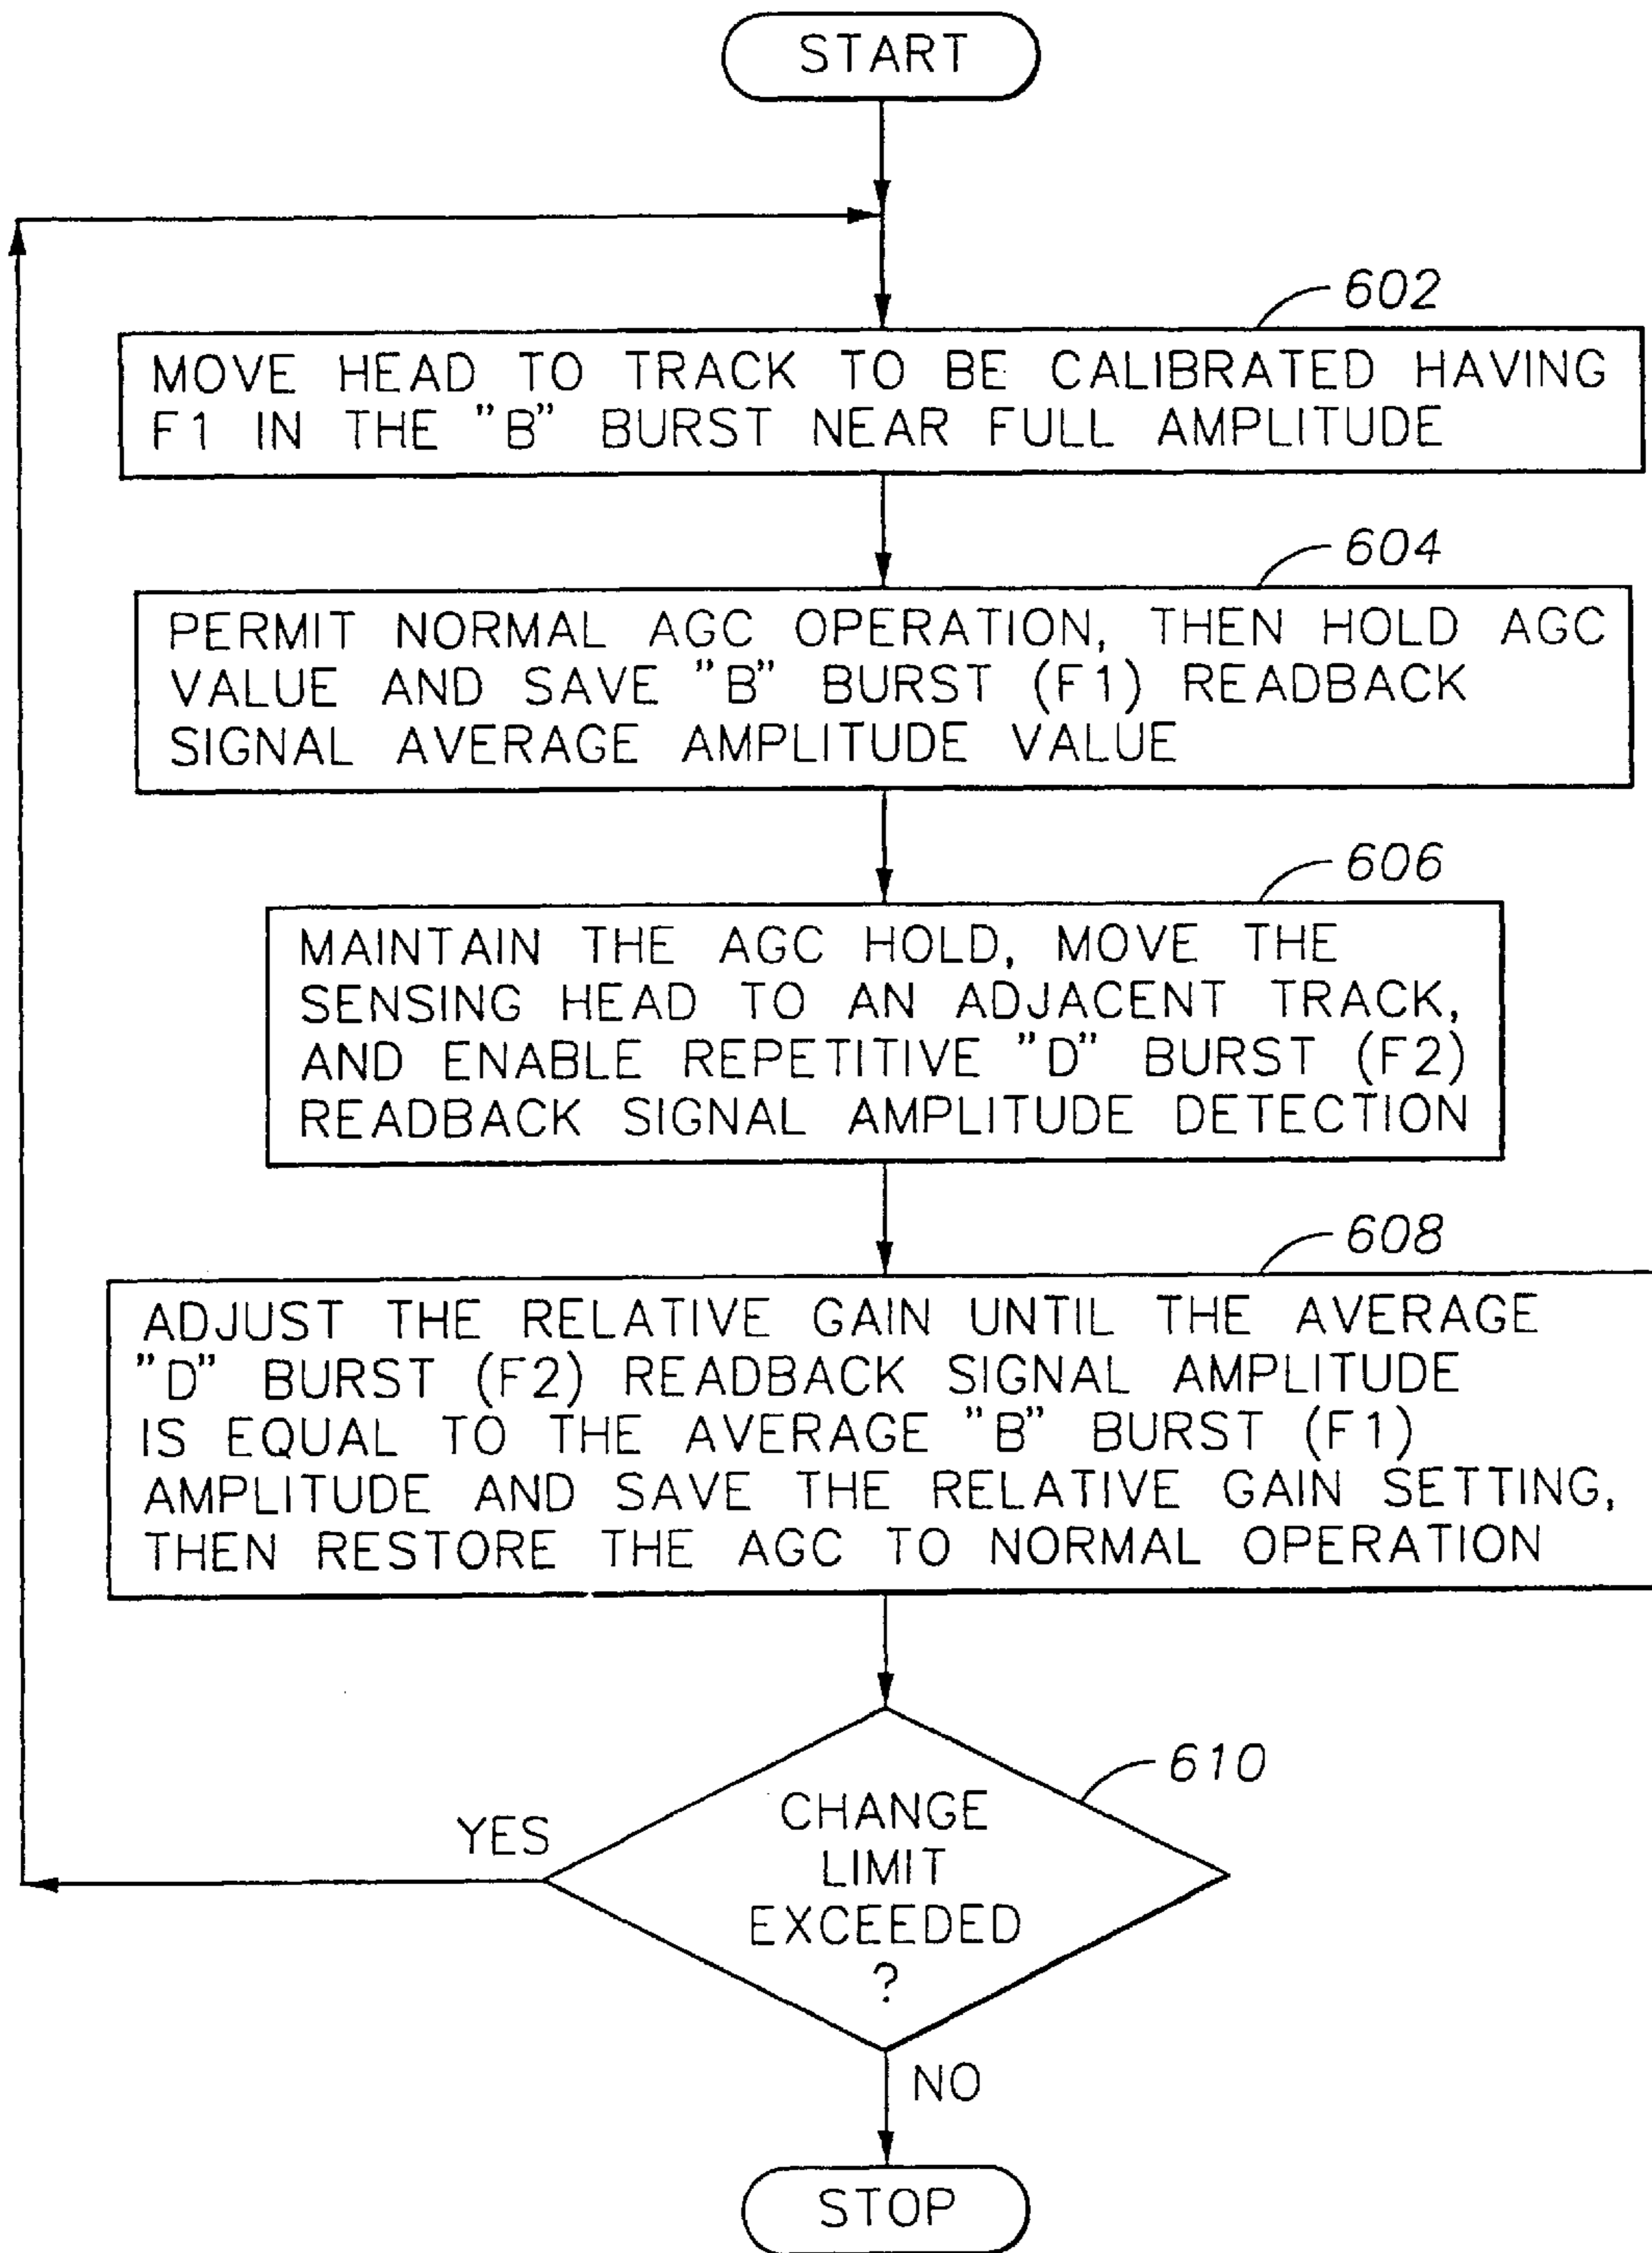 START
602
MOVE HEAD TO TRACK TO BE CALIBRATED HAVING
F1 IN THE "B" BURST NEAR FULL AMPLITUDE
604
PERMIT NORMAL AGC OPERATION, THEN HOLD AGC
VALUE AND SAVE "B" BURST (F1) READBACK
SIGNAL AVERAGE AMPLITUDE VALUE
606
MAINTAIN THE AGC HOLD, MOVE THE
SENSING HEAD TO AN ADJACENT TRACK,
AND ENABLE REPETITIVE "D" BURST (F2)
READBACK SIGNAL AMPLITUDE DETECTION
608
ADJUST THE RELATIVE GAIN UNTIL THE AVERAGE
"D" BURST (F2) READBACK SIGNAL AMPLITUDE
IS EQUAL TO THE AVERAGE "B" BURST (F1)
AMPLITUDE AND SAVE THE RELATIVE GAIN SETTING,
THEN RESTORE THE AGC TO NORMAL OPERATION
610
YES
CHANGE
LIMIT
EXCEEDED
?
NO
STOP